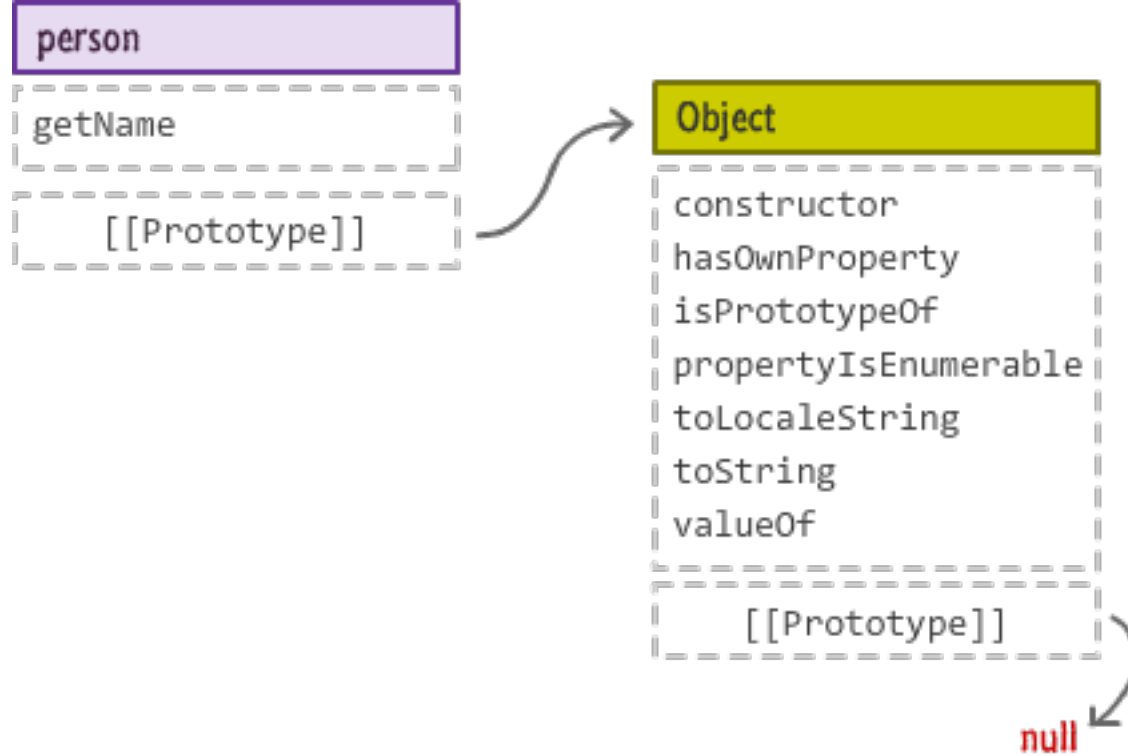 person
getName
[[Prototype]]
Object
constructor
hasOwnProperty
isPrototypeOf
propertyIsEnumerable
toLocaleString
toString
valueOf
[[Prototype]]
null